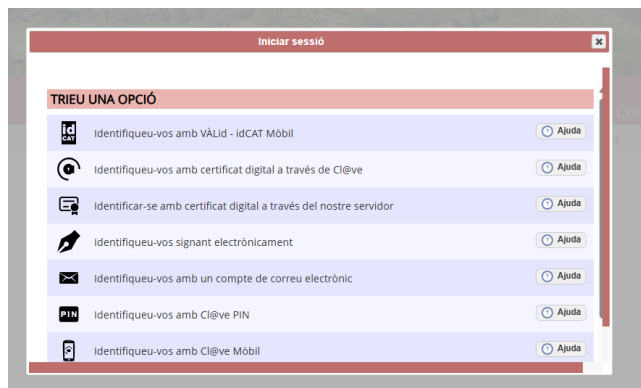 Iniciar sessió
TRIEU UNA OPCIÓ
id
CAT
Identifiqueu-vos amb VÀLid - idCAT Mòbil
Ajuda
Identifiqueu-vos amb certificat digital a través de Cl@ve
Ajuda
Identificar-se amb certificat digital a través del nostre servidor
Ajuda
Identifiqueu-vos signant electrònicament
Ajuda
Identifiqueu-vos amb un compte de correu electrònic
Ajuda
PIN
Identifiqueu-vos amb Cl@ve PIN
Ajuda
Identifiqueu-vos amb Cl@ve Mòbil
Ajuda